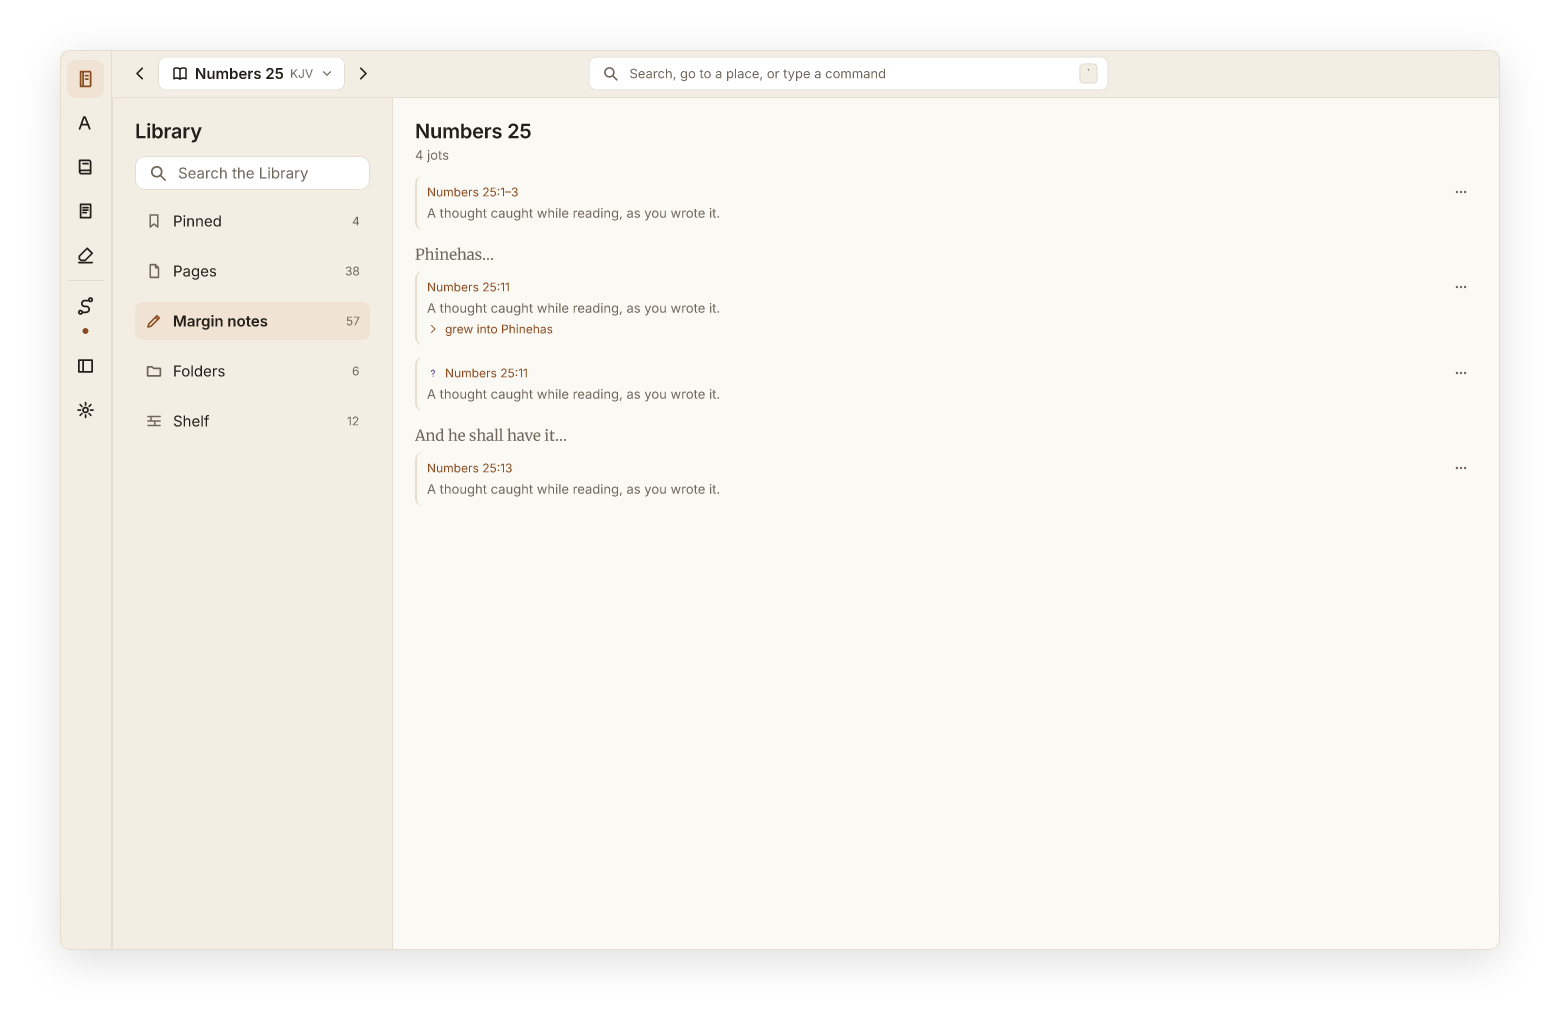 Numbers 25 KJV
Search, go to a place, or type a command
Library
Search the Library
Pinned 4
Pages 38
Margin notes 57
Folders 6
Shelf 12
Numbers 25
4 jots
Numbers 25:1–3
A thought caught while reading, as you wrote it.
Phinehas...
Numbers 25:11
A thought caught while reading, as you wrote it.
grew into Phinehas
? Numbers 25:11
A thought caught while reading, as you wrote it.
And he shall have it...
Numbers 25:13
A thought caught while reading, as you wrote it.